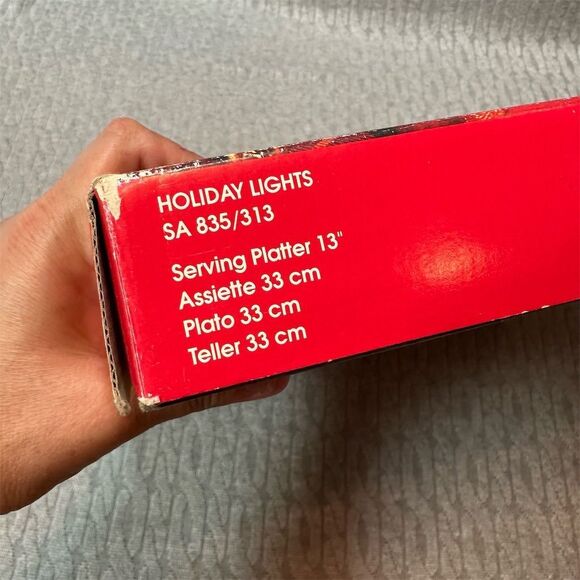 HOLIDAY LIGHTS
SA 835/313
Serving Platter 13"
Assiette 33 cm
Plato 33 cm
Teller 33 cm